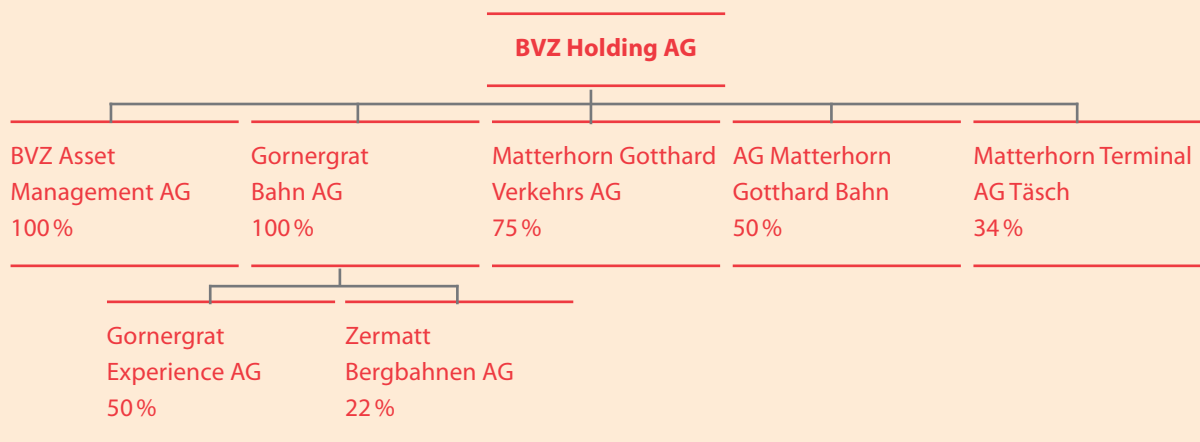 BVZ Holding AG
BVZ Asset
Management AG
100 %
Gornergrat
Bahn AG
100 %
Matterhorn Gotthard
Verkehrs AG
75 %
AG Matterhorn
Gotthard Bahn
50 %
Matterhorn Terminal
AG Täsch
34 %
Gornergrat
Experience AG
50 %
Zermatt
Bergbahnen AG
22 %